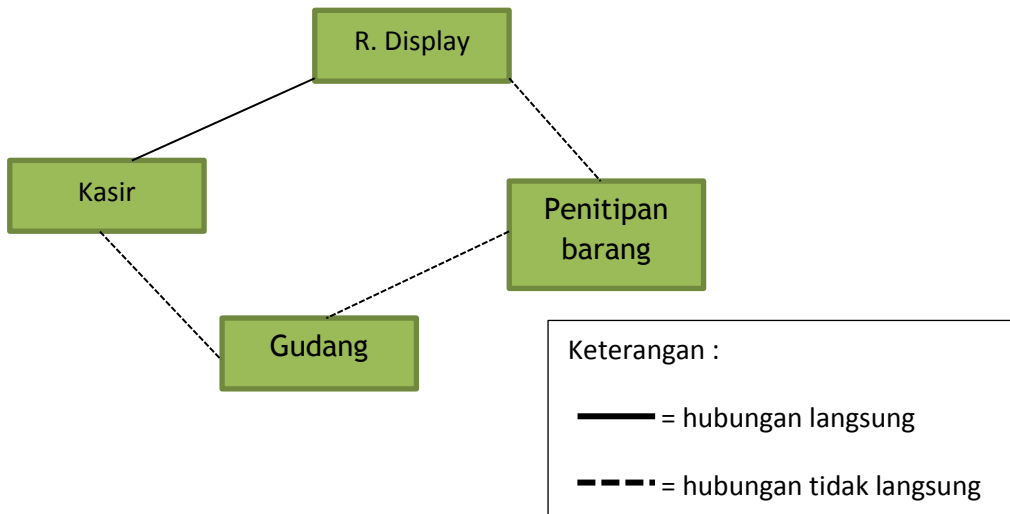 R. Display
Kasir
Penitipan
barang
Gudang
Keterangan :
= hubungan langsung
= hubungan tidak langsung